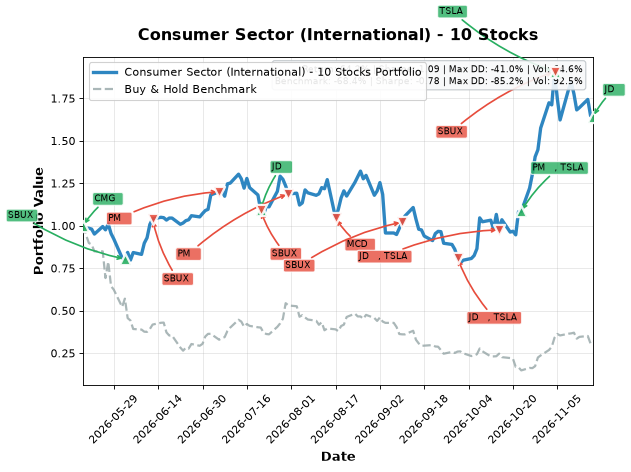 TSLA
Consumer Sector (International) - 10 Stocks
09 | Max DD: -41.0% | Vol:
78 | Max DD: -85.2% | Vol: 92.5%
Consumer Sector (International) - 10 Stocks Portfolio
Buy & Hold Benchmark
JD
SBUX
JD
PM , TSLA
CMG
SBUX
PM
PM
SBUX
SBUX
SBUX
MCD
JD , TSLA
JD , TSLA
Portfolio Value
1.75
1.50
1.25
1.00
0.75
0.50
0.25
2026-05-29
2026-06-14
2026-06-30
2026-07-16
2026-08-01
2026-08-17
2026-09-02
2026-09-18
2026-10-04
2026-10-20
2026-11-05
Date